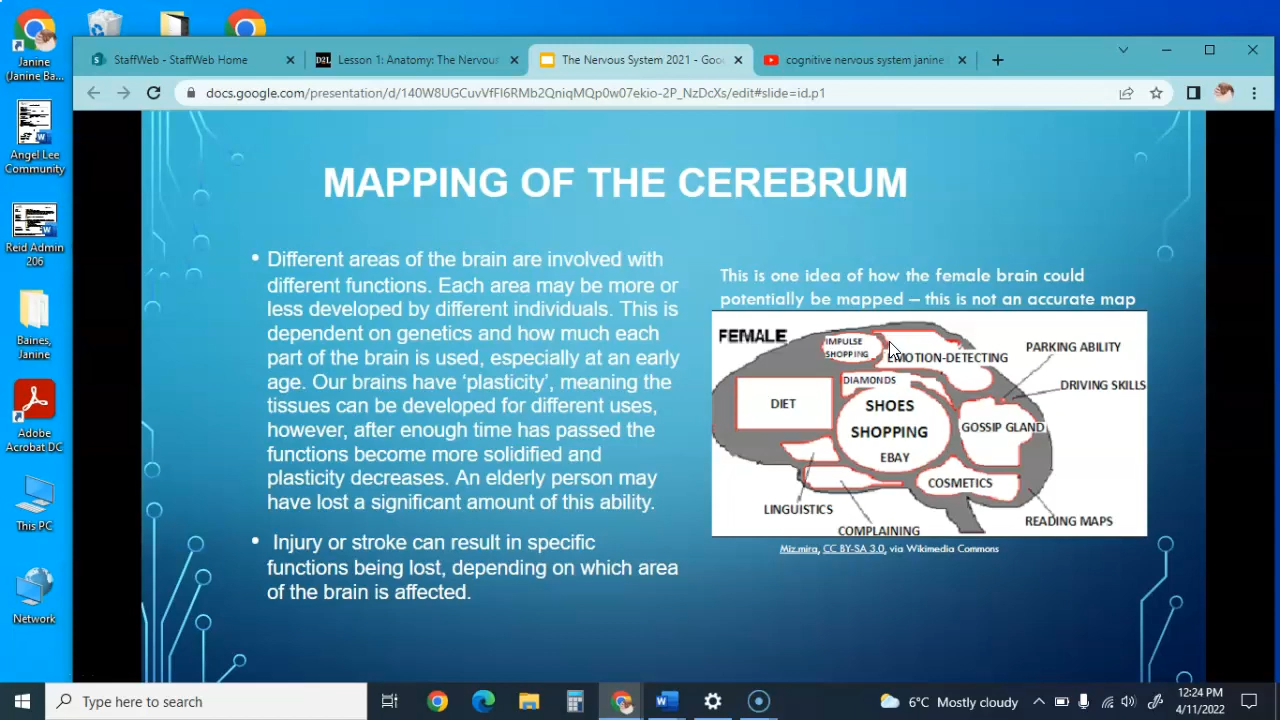 Janine
(Janine Ba...
Angel Lee
Community
Reid Admin
206
Baines,
Janine
Adobe
Acrobat DC
This PC
Network
StaffWeb - StaffWeb Home
D2L
Lesson 1: Anatomy: The Nervous
The Nervous System 2021 - Goo
cognitive nervous system janine
docs.google.com/presentation/d/140W8UGCuvVfFI6RMb2QniqMQp0w07ekio-2P_NzDcXs/edit#slide=id.p1
MAPPING OF THE CEREBRUM
• Different areas of the brain are involved with
different functions. Each area may be more or
less developed by different individuals. This is
dependent on genetics and how much each
part of the brain is used, especially at an early
age. Our brains have ‘plasticity’, meaning the
tissues can be developed for different uses,
however, after enough time has passed the
functions become more solidified and
plasticity decreases. An elderly person may
have lost a significant amount of this ability.
• Injury or stroke can result in specific
functions being lost, depending on which area
of the brain is affected.
This is one idea of how the female brain could
potentially be mapped – this is not an accurate map
FEMALE
IMPULSE
SHOPPING
EMOTION-DETECTING
PARKING ABILITY
DRIVING SKILLS
DIAMONDS
DIET
SHOES
SHOPPING
EBAY
GOSSIP GLAND
COSMETICS
LINGUISTICS
COMPLAINING
READING MAPS
Miz.mira, CC BY-SA 3.0, via Wikimedia Commons
Type here to search
6°C Mostly cloudy
12:24 PM
4/11/2022